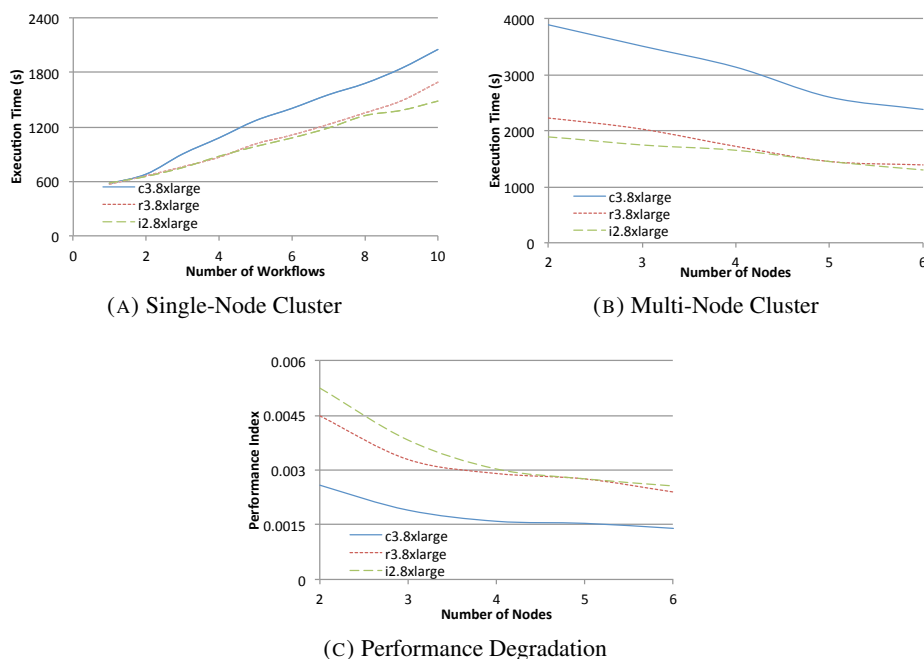 2400
1800
1200
600
0
Execution Time (s)
c3.8xlarge
r3.8xlarge
i2.8xlarge
0 2 4 6 8 10
Number of Workflows
(A) Single-Node Cluster
4000
3000
2000
1000
0
Execution Time (s)
c3.8xlarge
r3.8xlarge
i2.8xlarge
2 3 4 5 6
Number of Nodes
(B) Multi-Node Cluster
0.006
0.0045
0.003
0.0015
0
Performance Index
c3.8xlarge
r3.8xlarge
i2.8xlarge
2 3 4 5 6
Number of Nodes
(C) Performance Degradation